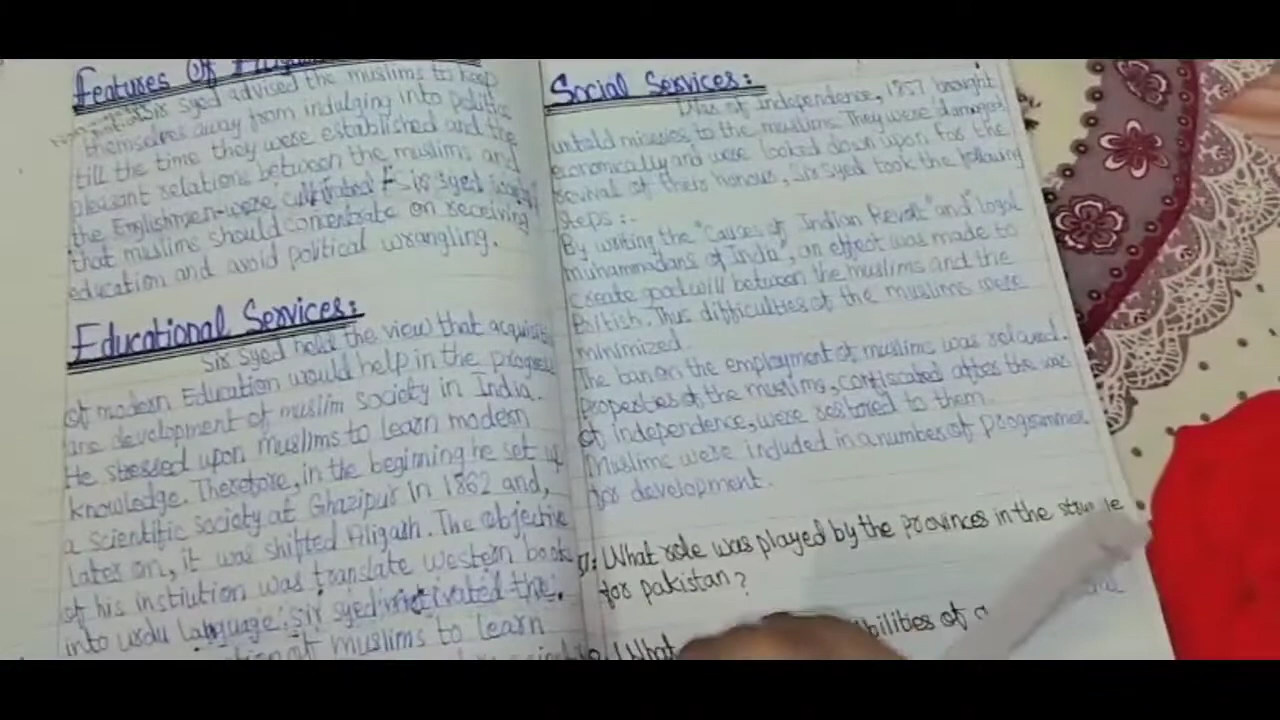 Features Of
Sir syed advised the muslims to keep
themselves away from indulging into politics
till the time they were established and the
pleasant relations between the muslims and
the Englishmen were cultivated. Sir Syed
that muslims should concentrate on receiving
education and avoid political wrangling.
Educational Services:
Sir Syed held the view that
of modern Education would help in the progress
and development of muslim society in India.
He stressed upon muslims to learn modern
knowledge. Therefore, in the beginning he set up
a scientific society at Ghazipur in 1862 and,
later on, it was shifted Aligarh. The objective
of his instiution was translate western book
into urdu language. Sir syed motivated the
of muslims to learn
Social Services:
War of independence, 1857 brought
untold miseries to the muslims. They were damaged
economically and were looked down upon for the
revival of their honour, Sir Syed took the following
steps:-
By writing the "Causes of Indian Revolt" and loyal
muhammadans of India", an effect was made to
create goodwill between the muslims and the
British. Thus difficulties of the muslims were
minimized.
The ban on the employment of muslims was relaxed.
Properties of the muslims, confiscated after the war
of independence, were restored to them.
Muslims were included in a number of programmes
for development.
What role was played by the provinces in the
for pakistan?
What
of a